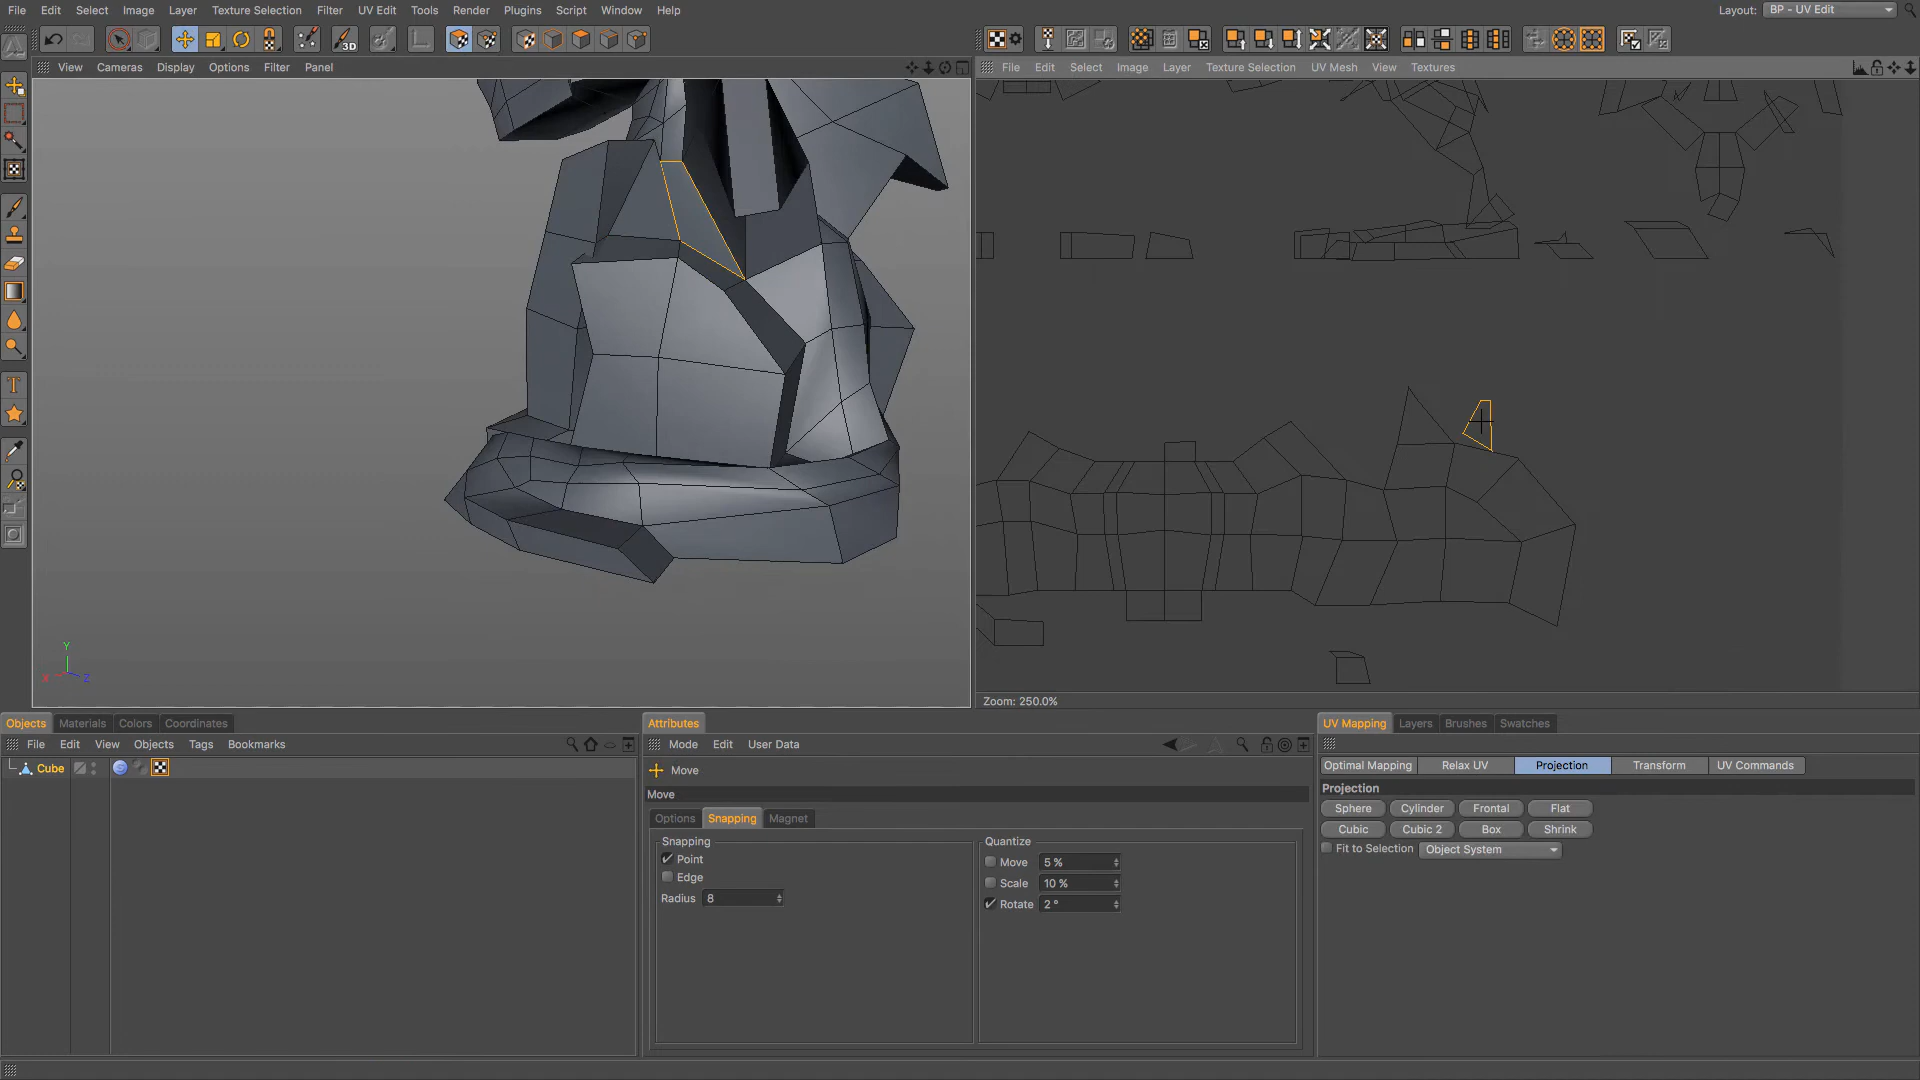 File Edit Select Image Layer Texture Selection Filter UV Edit Tools Render Plugins Script Window Help Layout: BP - UV Edit
3D
View Cameras Display Options Filter Panel
File Edit Select Image Layer Texture Selection UV Mesh View Textures
Y
X
Z
Zoom: 250.0%
Objects Materials Colors Coordinates
File Edit View Objects Tags Bookmarks
Cube
Attributes
Mode Edit User Data
Move
Move
Options Snapping Magnet
Snapping
Point
Edge
Radius 8
Quantize
Move 5 %
Scale 10 %
Rotate 2 °
UV Mapping Layers Brushes Swatches
Optimal Mapping Relax UV Projection Transform UV Commands
Projection
Sphere Cylinder Frontal Flat
Cubic Cubic 2 Box Shrink
Fit to Selection Object System